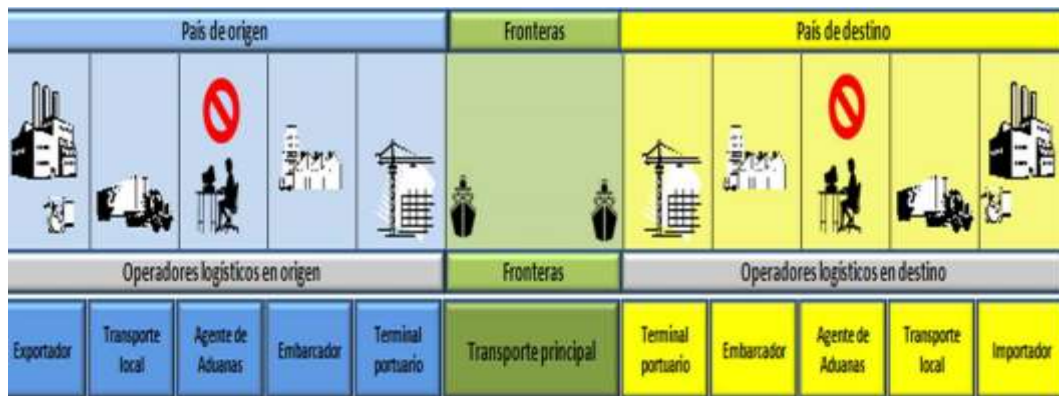 País de origen
Fronteras
País de destino
Operadores logísticos en origen
Fronteras
Operadores logísticos en destino
Exportador
Transporte
local
Agente de
Aduanas
Embarcador
Terminal
portuario
Transporte principal
Terminal
portuario
Embarcador
Agente de
Aduanas
Transporte
local
Importador